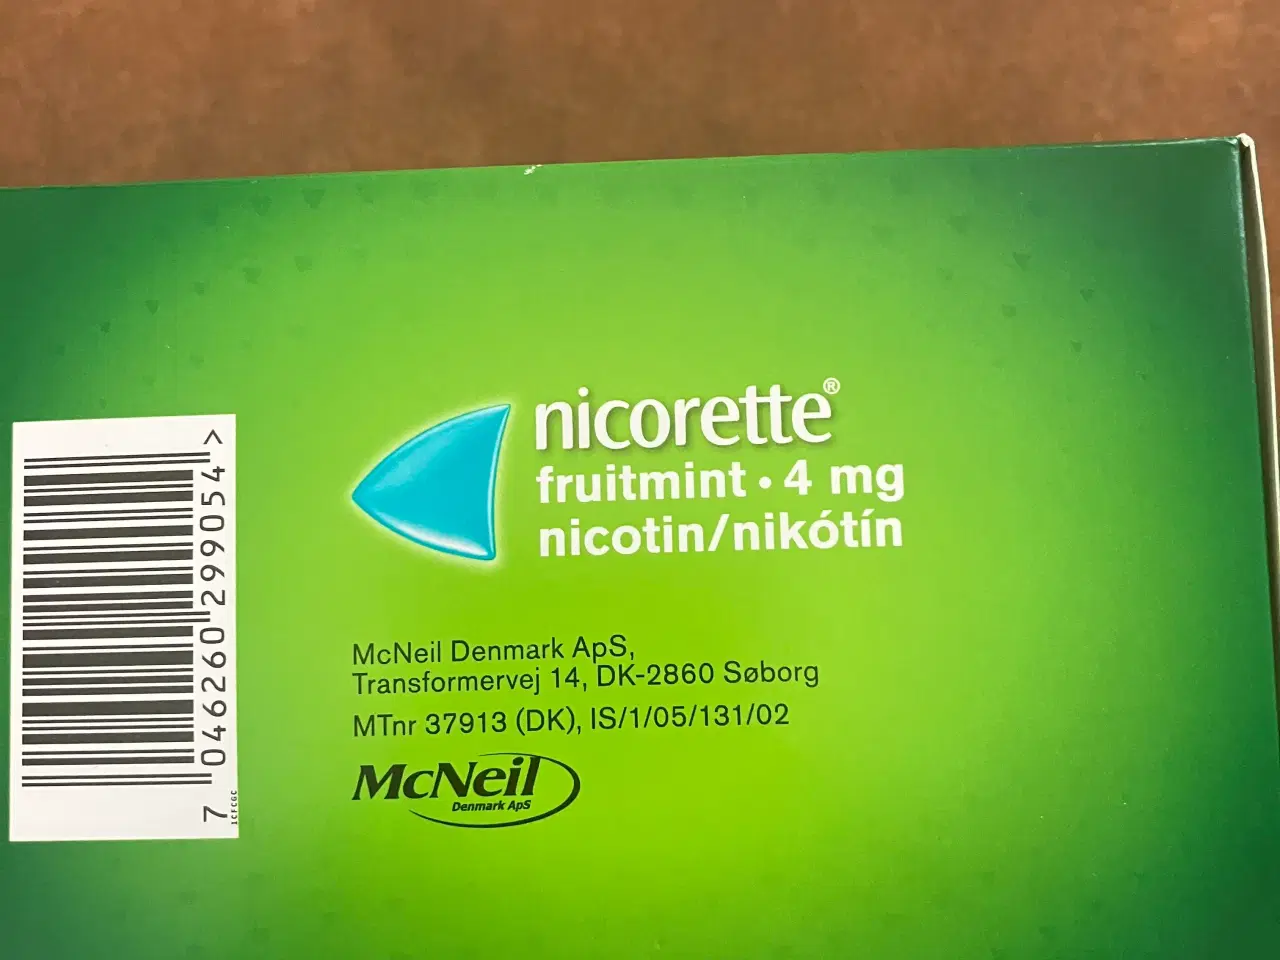 nicorette®
fruitmint • 4 mg
nicotin/nikótín
McNeil Denmark ApS,
Transformervej 14, DK-2860 Søborg
MTnr 37913 (DK), IS/1/05/131/02
McNeil
Denmark ApS
7 046260 299054 >